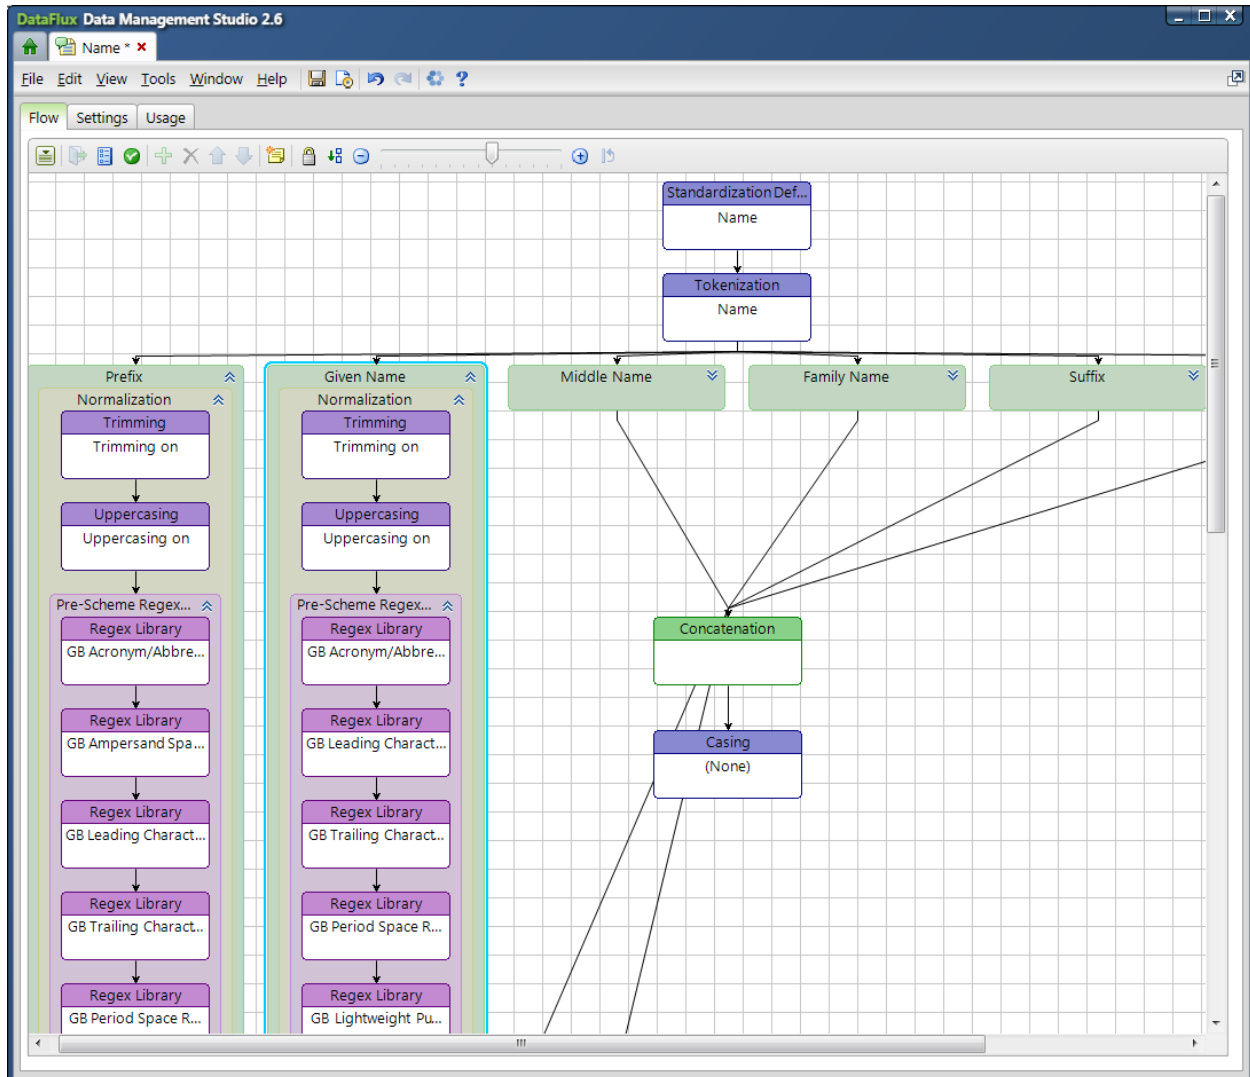 DataFlux Data Management Studio 2.6
Name *
File Edit View Tools Window Help
Flow Settings Usage
Standardization Def...
Name
Tokenization
Name
Prefix Given Name Middle Name Family Name Suffix
Normalization Normalization
Trimming Trimming
Trimming on Trimming on
Uppercasing Uppercasing
Uppercasing on Uppercasing on
Pre-Scheme Regex... Pre-Scheme Regex...
Regex Library Regex Library Concatenation
GB Acronym/Abbre... GB Acronym/Abbre...
Regex Library Regex Library
GB Ampersand Spa... GB Leading Charact...
Casing
(None)
Regex Library Regex Library
GB Leading Charact... GB Trailing Charact...
Regex Library Regex Library
GB Trailing Charact... GB Period Space R...
Regex Library Regex Library
GB Period Space R... GB Lightweight Pu...